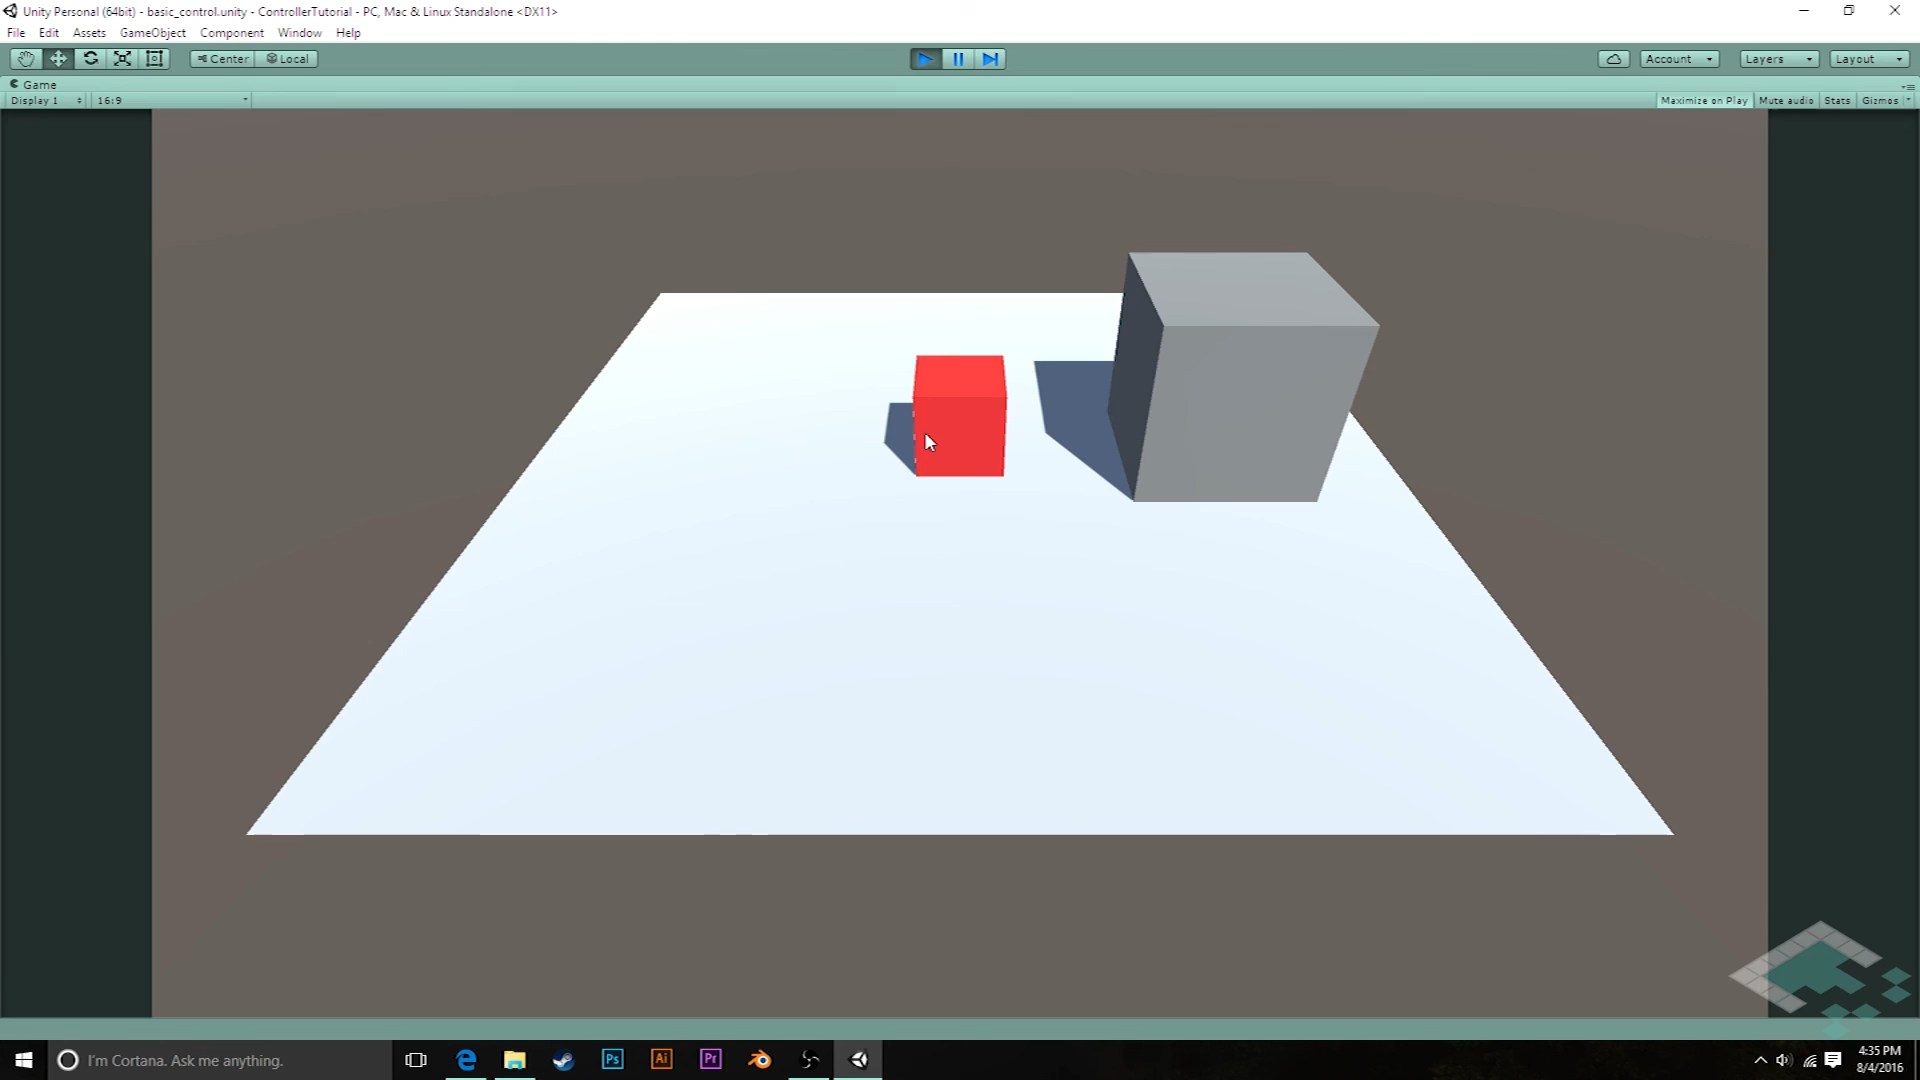 Unity Personal (64bit) - basic_control.unity - ControllerTutorial - PC, Mac & Linux Standalone <DX11>
File Edit Assets GameObject Component Window Help
Center Local Account Layers Layout
Game
Display 1 16:9 Maximize on Play Mute audio Stats Gizmos
I'm Cortana. Ask me anything.
Ps Ai Pr
4:35 PM
8/4/2016